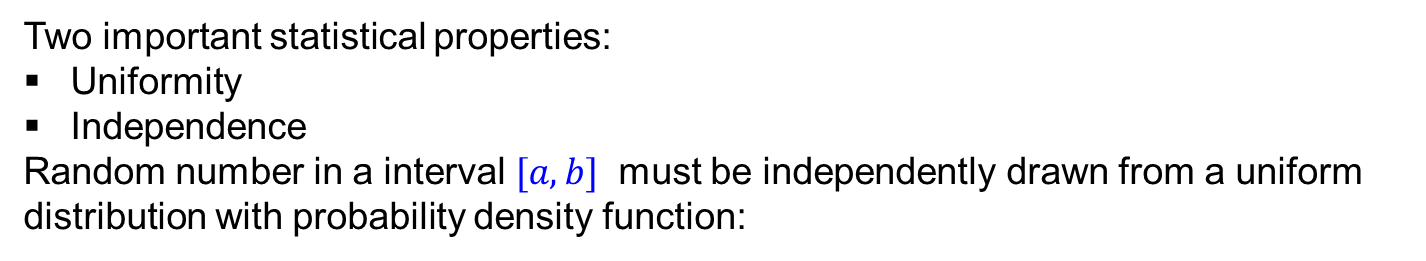 Two important statistical properties:
▪ Uniformity
▪ Independence
Random number in a interval [a, b] must be independently drawn from a uniform
distribution with probability density function: